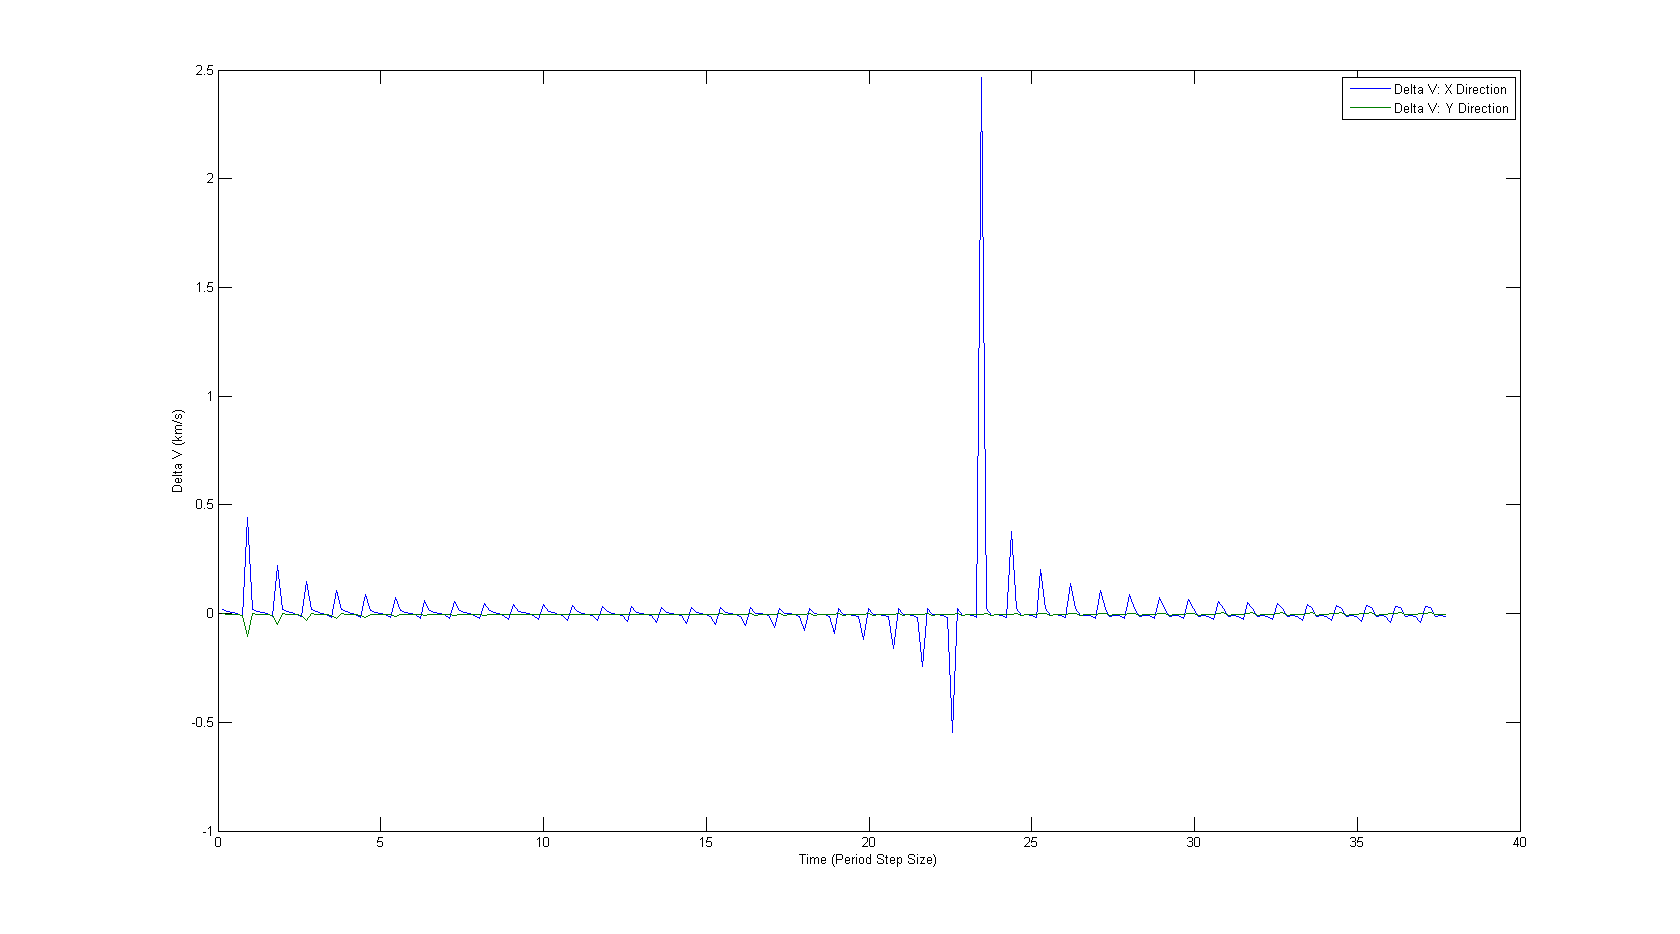 2.5
2
1.5
1
0.5
0
-0.5
-1
Delta V (km/s)
Delta V: X Direction
Delta V: Y Direction
0 5 10 15 20 25 30 35 40
Time (Period Step Size)